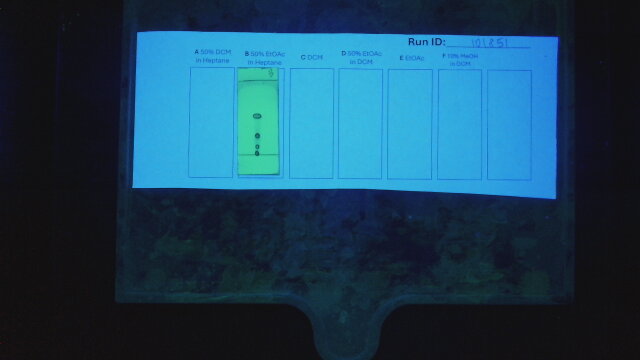 Run ID: 101851
A 50% DCM in Heptane
B 50% EtOAc in Heptane
C DCM
D 50% EtOAc in DCM
E EtOAc
F 10% MeOH in DCM
B